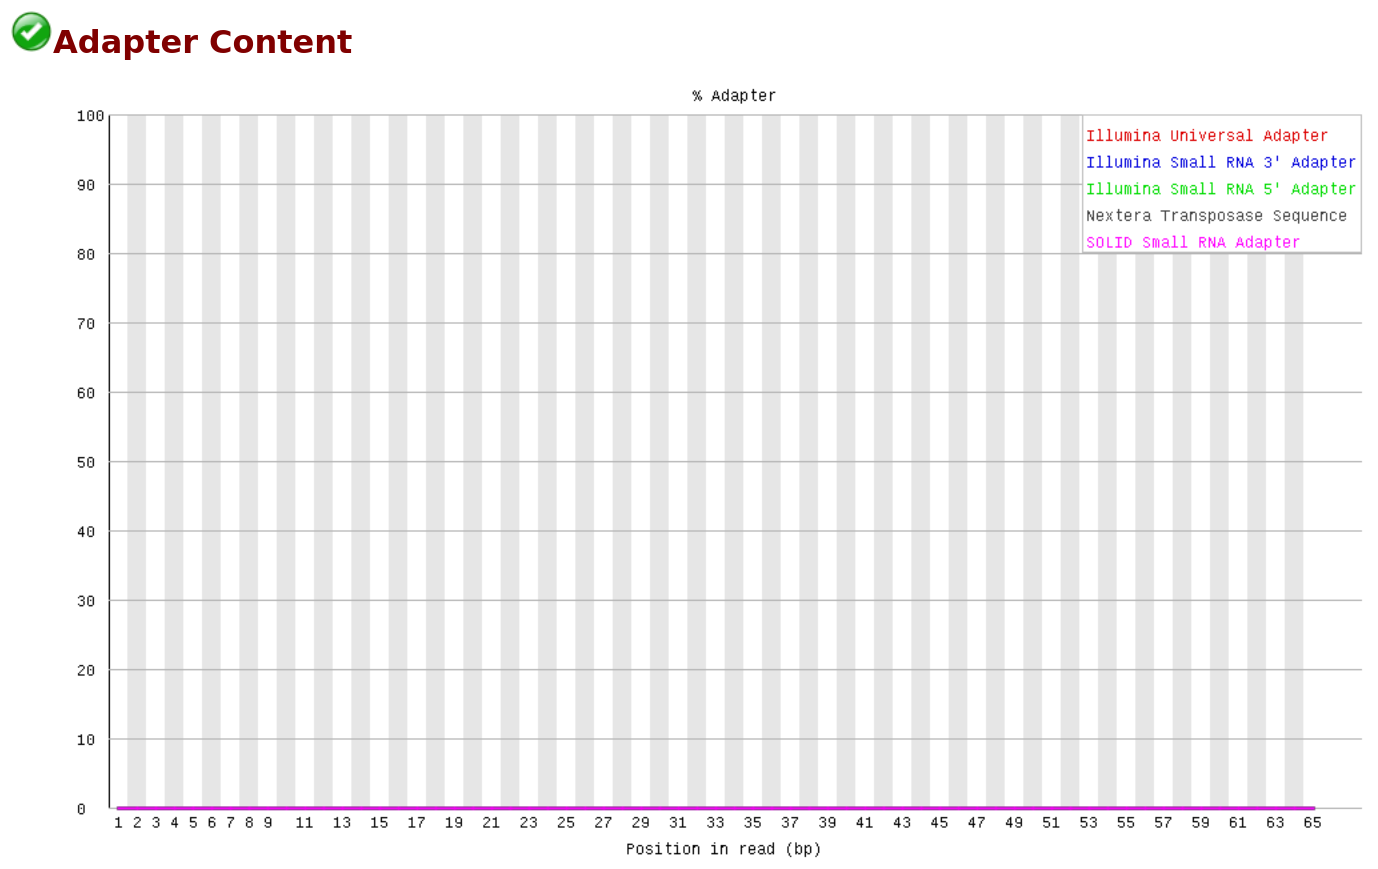 Adapter Content
% Adapter
100
90
80
70
60
50
40
30
20
10
0
Illumina Universal Adapter
Illumina Small RNA 3' Adapter
Illumina Small RNA 5' Adapter
Nextera Transposase Sequence
SOLID Small RNA Adapter
1 2 3 4 5 6 7 8 9 11 13 15 17 19 21 23 25 27 29 31 33 35 37 39 41 43 45 47 49 51 53 55 57 59 61 63 65
Position in read (bp)